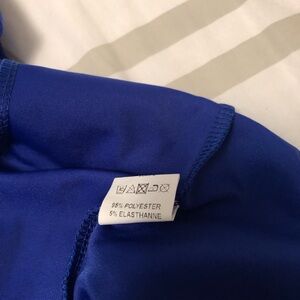 95% POLYESTER
5% ELASTHANNE